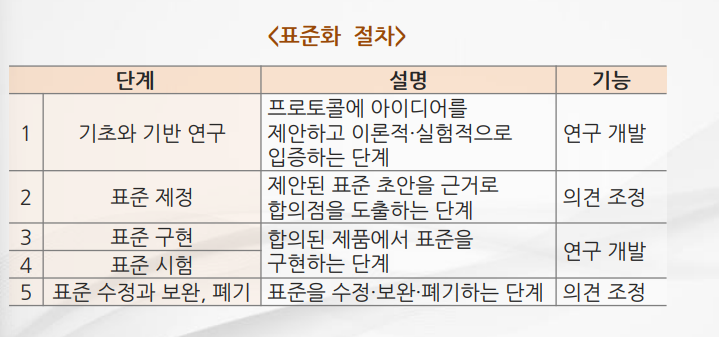 <표준화 절차>
단계 설명 기능
1 기초와 기반 연구 프로토콜에 아이디어를
제안하고 이론적·실험적으로
입증하는 단계 연구 개발
2 표준 제정 제안된 표준 초안을 근거로
합의점을 도출하는 단계 의견 조정
3 표준 구현 합의된 제품에서 표준을
구현하는 단계 연구 개발
4 표준 시험
5 표준 수정과 보완, 폐기 표준을 수정·보완·폐기하는 단계 의견 조정